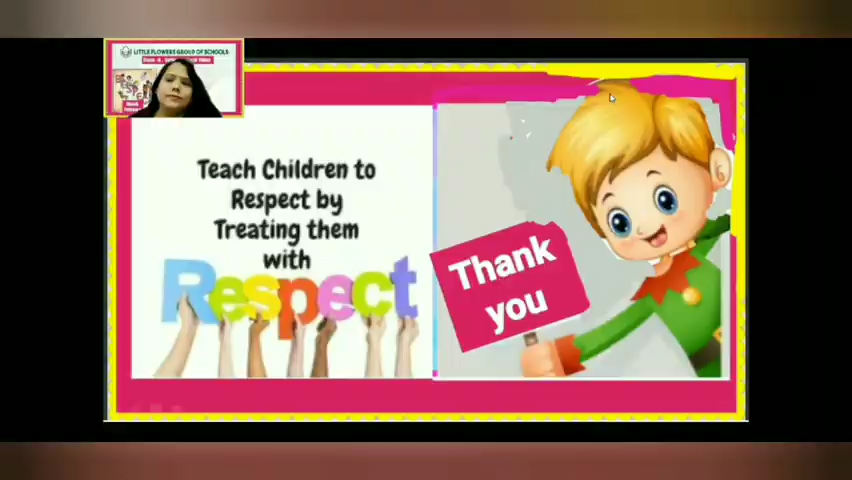 LITTLE FLOWERS GROUP OF SCHOOLS
Teach Children to
Respect by
Treating them
with
Respect
Thank
you